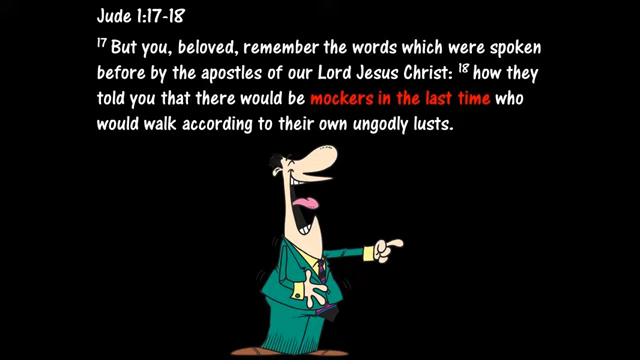 Jude 1:17-18
17 But you, beloved, remember the words which were spoken
before by the apostles of our Lord Jesus Christ: 18 how they
told you that there would be mockers in the last time who
would walk according to their own ungodly lusts.